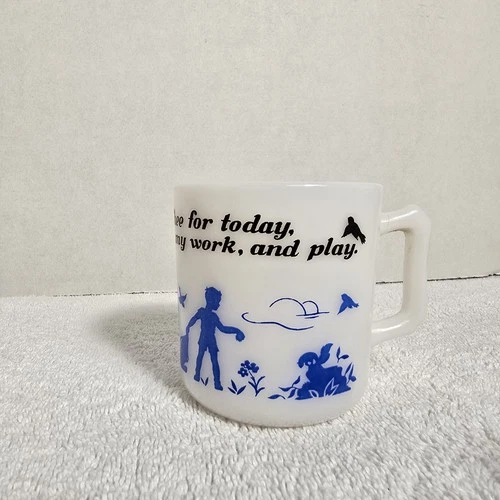 for today,
my work, and play.